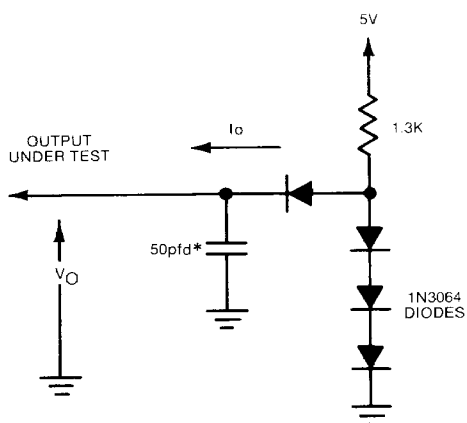 5V
1.3K
Io
OUTPUT
UNDER TEST
50pfd*
VO
1N3064
DIODES